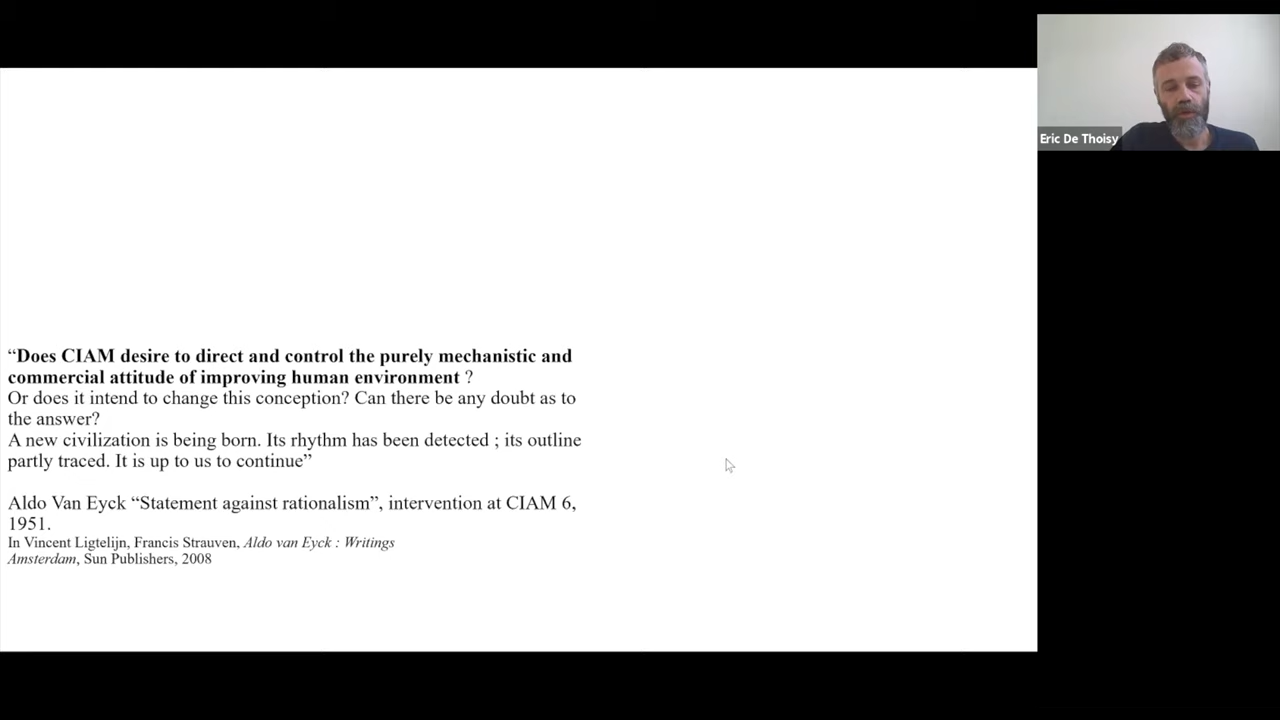 “Does CIAM desire to direct and control the purely mechanistic and
commercial attitude of improving human environment ?
Or does it intend to change this conception? Can there be any doubt as to
the answer?
A new civilization is being born. Its rhythm has been detected ; its outline
partly traced. It is up to us to continue”
Aldo Van Eyck “Statement against rationalism”, intervention at CIAM 6,
1951.
In Vincent Ligtelijn, Francis Strauven, Aldo van Eyck : Writings
Amsterdam, Sun Publishers, 2008
Eric De Thoisy